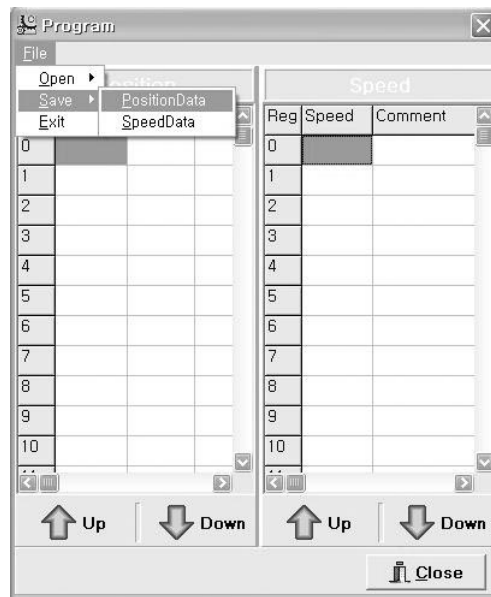 Program
File
Open
Position
Speed
Save
PositionData
Exit
SpeedData
Reg Speed Comment
0 0
1 1
2 2
3 3
4 4
5 5
6 6
7 7
8 8
9 9
10 10
Up Down Up Down
Close